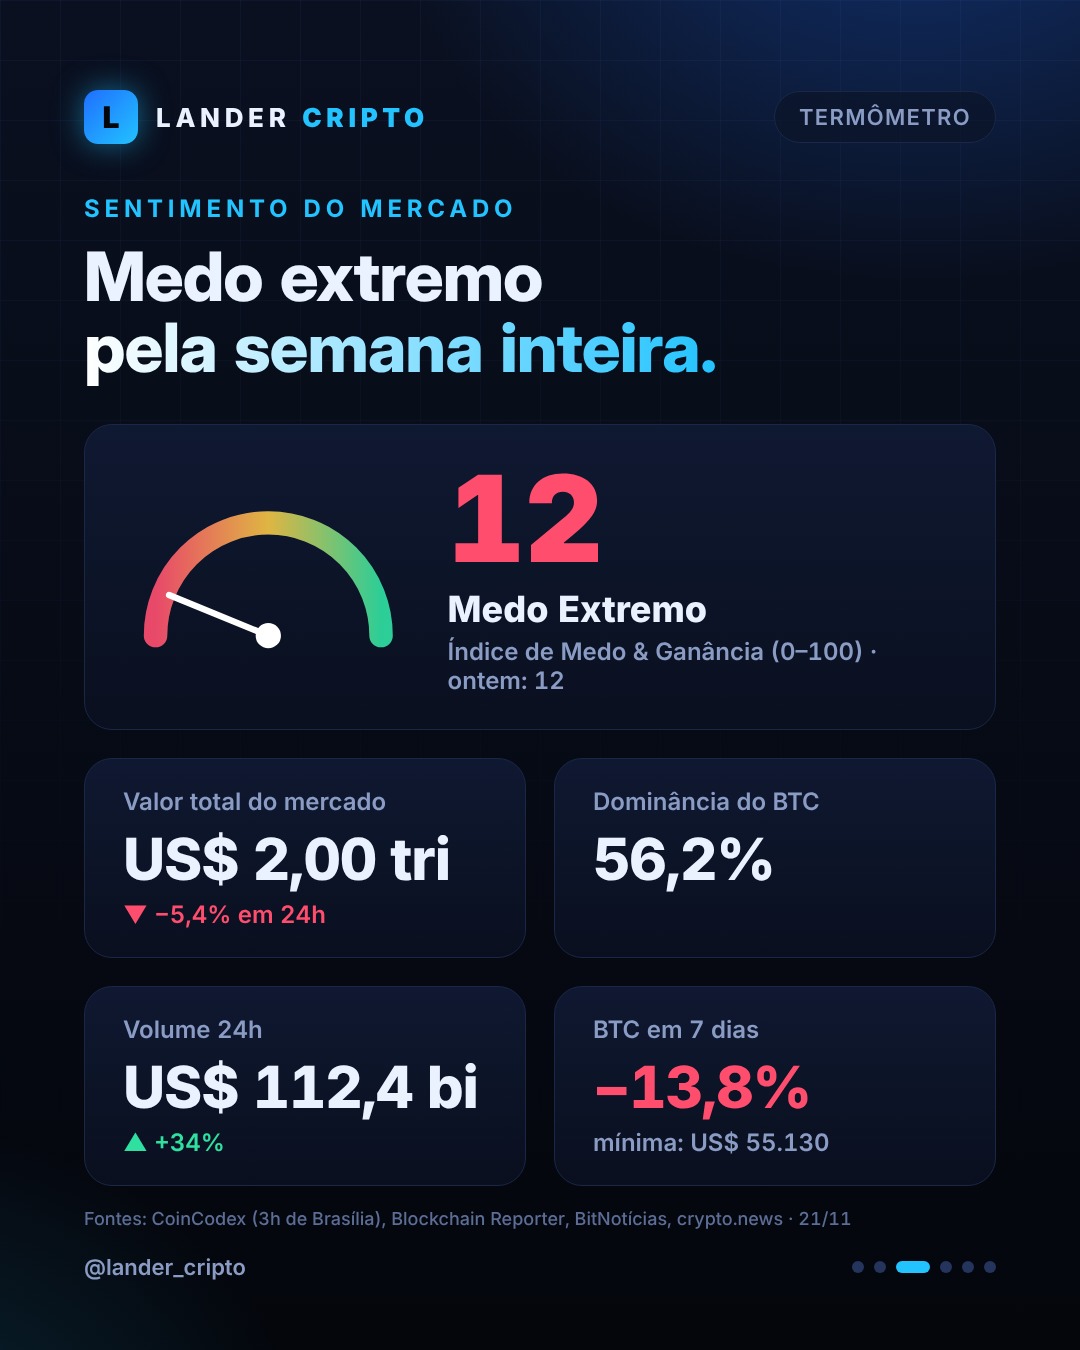 L LANDER CRIPTO
TERMÔMETRO
SENTIMENTO DO MERCADO
Medo extremo
pela semana inteira.
12
Medo Extremo
Índice de Medo & Ganância (0–100) ·
ontem: 12
Valor total do mercado
US$ 2,00 tri
▼ −5,4% em 24h
Dominância do BTC
56,2%
Volume 24h
US$ 112,4 bi
▲ +34%
BTC em 7 dias
−13,8%
mínima: US$ 55.130
Fontes: CoinCodex (3h de Brasília), Blockchain Reporter, BitNotícias, crypto.news · 21/11
@lander_cripto